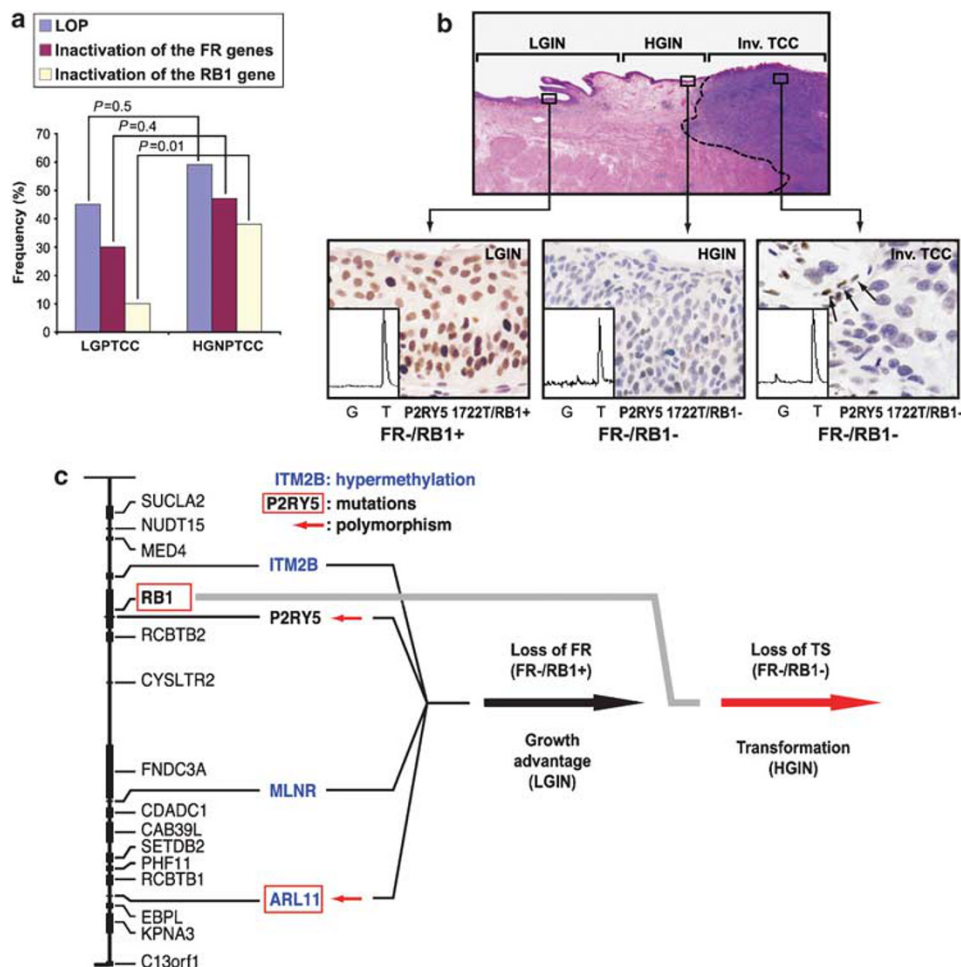 a
LOP
Inactivation of the FR genes
Inactivation of the RB1 gene
P=0.5
P=0.4
P=0.01
Frequency (%)
70
60
50
40
30
20
10
0
LGPTCC
HGNPTCC
b
LGIN
HGIN
Inv. TCC
LGIN
HGIN
Inv. TCC
G T P2RY5 1722T/RB1+
FR-/RB1+
G T P2RY5 1722T/RB1-
FR-/RB1-
G T P2RY5 1722T/RB1-
FR-/RB1-
c
ITM2B: hypermethylation
P2RY5 : mutations
: polymorphism
SUCLA2
NUDT15
MED4
ITM2B
RB1
P2RY5
RCBTB2
CYSLTR2
FNDC3A
MLNR
CDADC1
CAB39L
SETDB2
PHF11
RCBTB1
ARL11
EBPL
KPNA3
C13orf1
Loss of FR
(FR-/RB1+)
Growth
advantage
(LGIN)
Loss of TS
(FR-/RB1-)
Transformation
(HGIN)